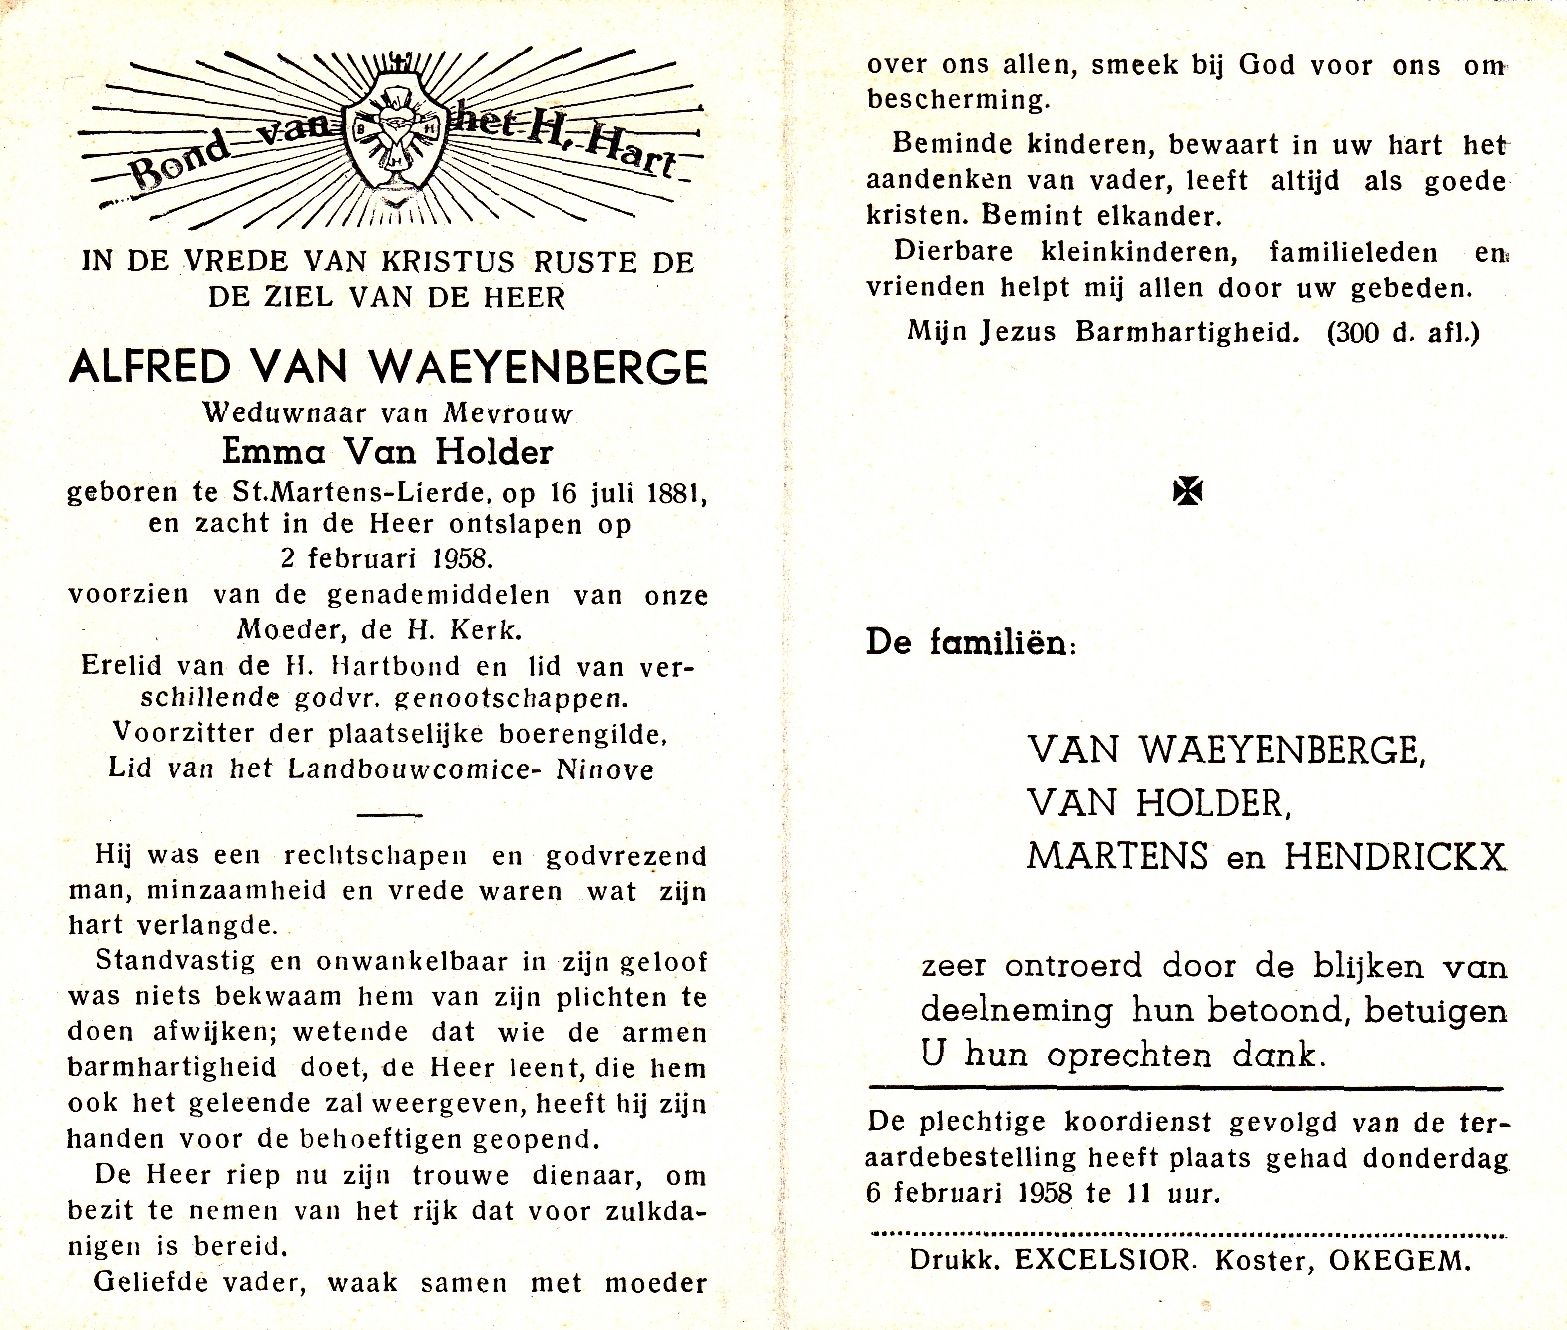 Bond van het H. Hart
B H
H
IN DE VREDE VAN KRISTUS RUSTE DE
DE ZIEL VAN DE HEER
ALFRED VAN WAEYENBERGE
Weduwnaar van Mevrouw
Emma Van Holder
geboren te St.Martens-Lierde, op 16 juli 1881,
en zacht in de Heer ontslapen op
2 februari 1958.
voorzien van de genademiddelen van onze
Moeder, de H. Kerk.
Erelid van de H. Hartbond en lid van ver-
schillende godvr. genootschappen.
Voorzitter der plaatselijke boerengilde,
Lid van het Landbouwcomice- Ninove
Hij was een rechtschapen en godvrezend
man, minzaamheid en vrede waren wat zijn
hart verlangde.
Standvastig en onwankelbaar in zijn geloof
was niets bekwaam hem van zijn plichten te
doen afwijken; wetende dat wie de armen
barmhartigheid doet, de Heer leent, die hem
ook het geleende zal weergeven, heeft hij zijn
handen voor de behoeftigen geopend.
De Heer riep nu zijn trouwe dienaar, om
bezit te nemen van het rijk dat voor zulkda-
nigen is bereid.
Geliefde vader, waak samen met moeder
over ons allen, smeek bij God voor ons om
bescherming.
Beminde kinderen, bewaart in uw hart het
aandenken van vader, leeft altijd als goede
kristen. Bemint elkander.
Dierbare kleinkinderen, familieleden en
vrienden helpt mij allen door uw gebeden.
Mijn Jezus Barmhartigheid. (300 d. afl.)
De familiën:
VAN WAEYENBERGE,
VAN HOLDER,
MARTENS en HENDRICKX
zeer ontroerd door de blijken van
deelneming hun betoond, betuigen
U hun oprechten dank.
De plechtige koordienst gevolgd van de ter-
aardebestelling heeft plaats gehad donderdag
6 februari 1958 te 11 uur.
Drukk. EXCELSIOR. Koster, OKEGEM.